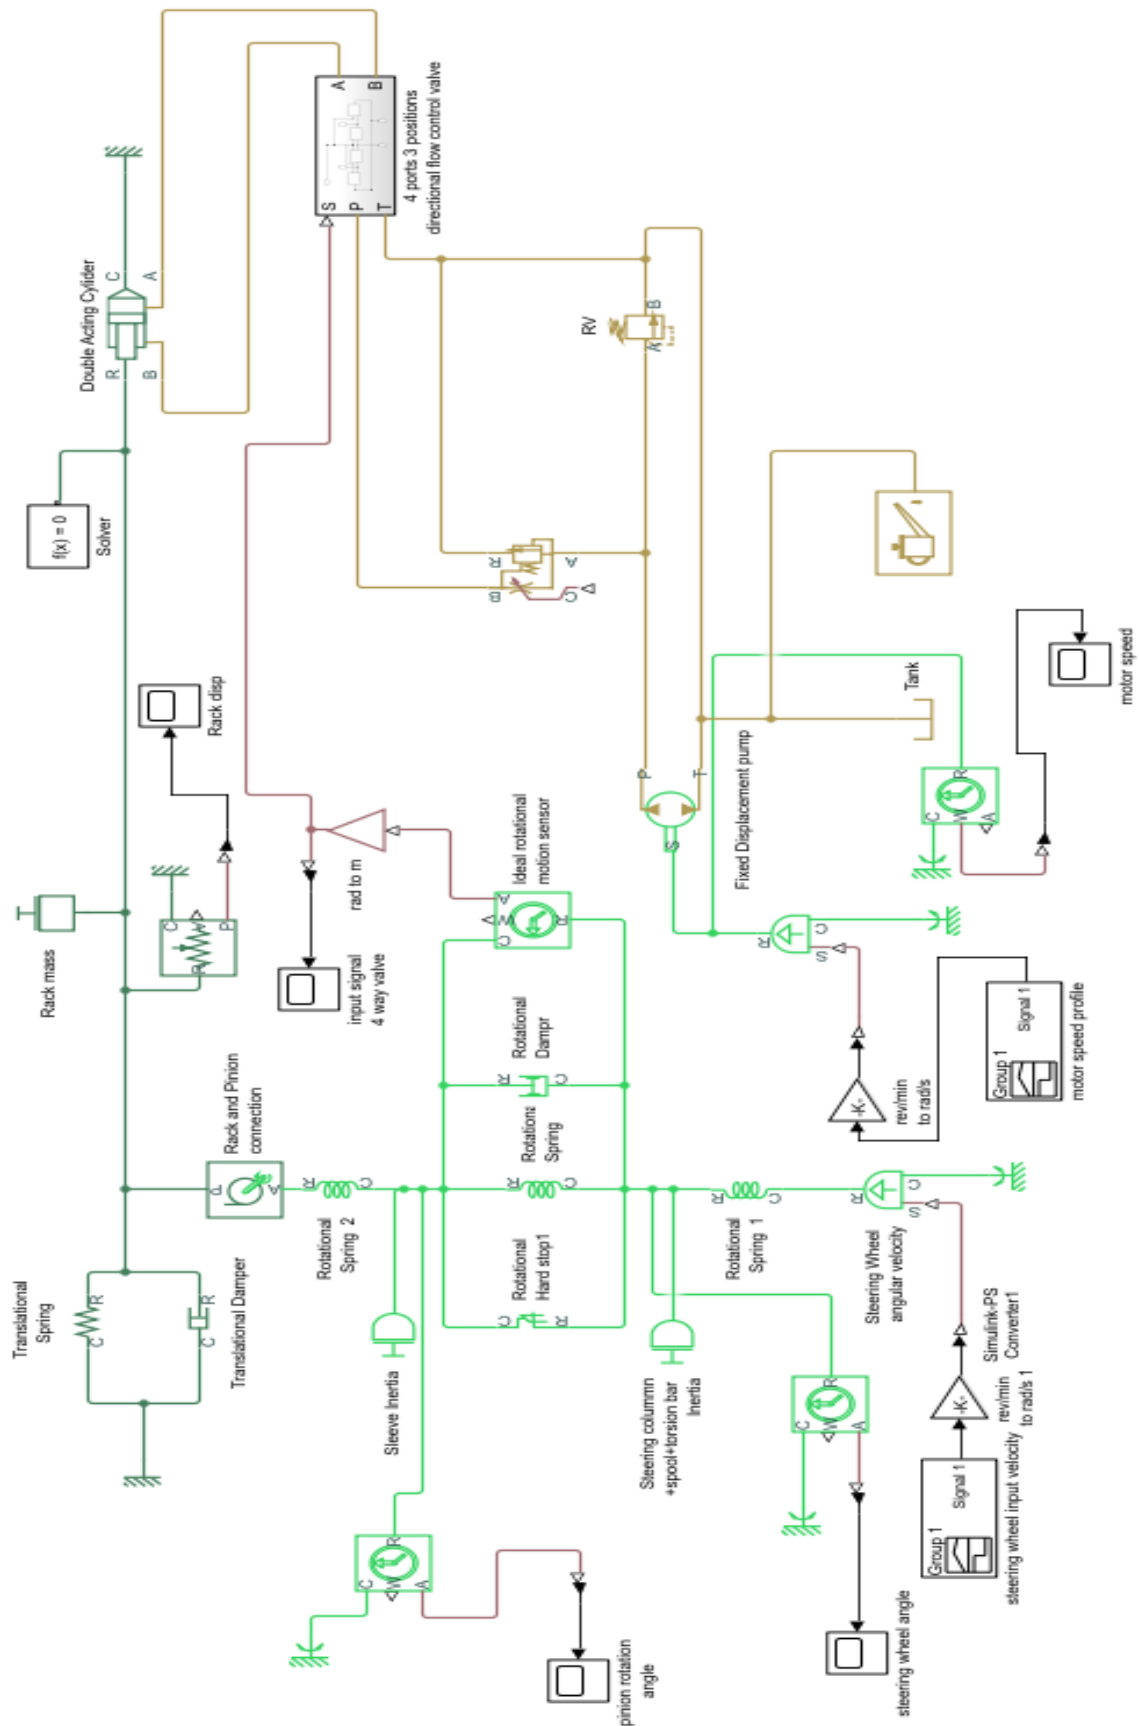 Translational
Spring
C
R
C
R
Translational Damper
Rack mass
f(x) = 0
Solver
Double Acting Cylider
R
C
B
A
R
C
W
P
Rack disp
Rack and Pinion
connection
P
A
Rotational
Spring 2
R
C
Sleeve Inertia
C
W
A
R
pinion rotation
angle
input signal
4 way valve
rad to m
S
P
T
A
B
4 ports 3 positions
directional flow control valve
Rotational
Hard stop1
C
R
Rotationa
Spring
R
C
Rotational
Dampr
R
C
Ideal rotational
motion sensor
C
W
A
R
B
R
C
A
RV
A
B
Steering columnn
+spool+torsion bar
Inertia
Rotational
Spring 1
R
C
S
P
T
Fixed Displacement pump
C
W
A
R
steering wheel angle
Steering Wheel
angular velocity
R
S
C
R
S
C
Tank
Group 1
Signal 1
steering wheel input velocity
-K-
rev/min
to rad/s 1
Simulink-PS
Converter1
-K-
rev/min
to rad/s
Group 1
Signal 1
motor speed profile
C
W
A
R
motor speed